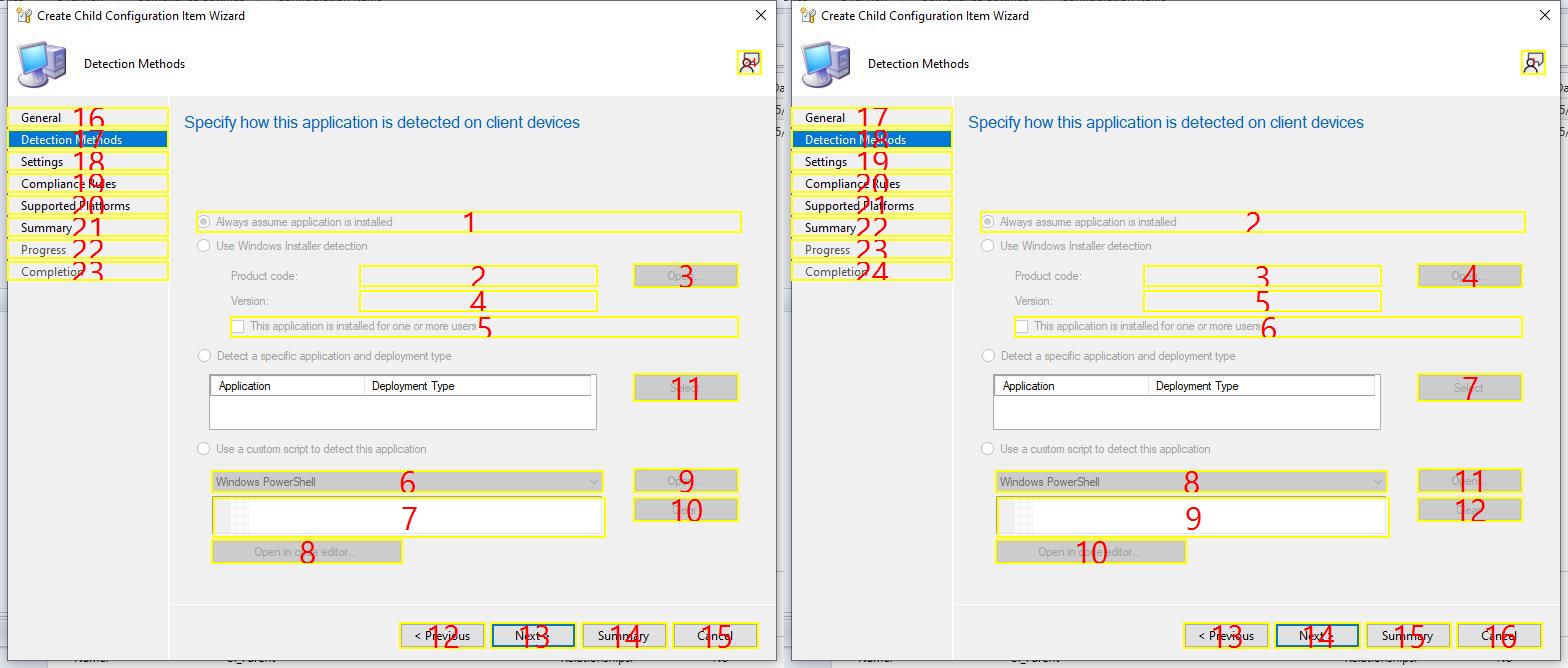 Create Child Configuration Item Wizard
Detection Methods
24
General 16
Detection Methods 17
Settings 18
Compliance Rules 19
Supported Platforms 20
Summary 21
Progress 22
Completion 23
Specify how this application is detected on client devices
Always assume application is installed 1
Use Windows Installer detection
Product code: 2 Open... 3
Version: 4
This application is installed for one or more users 5
Detect a specific application and deployment type
Application Deployment Type
Select 11
Use a custom script to detect this application
Windows PowerShell 6 Open... 9
7 Clear 10
Open in code editor... 8
< Previous 12 Next > 13 Summary 14 Cancel 15
Create Child Configuration Item Wizard
Detection Methods
General 17
Detection Methods 18
Settings 19
Compliance Rules 20
Supported Platforms 21
Summary 22
Progress 23
Completion 24
Specify how this application is detected on client devices
Always assume application is installed 2
Use Windows Installer detection
Product code: 3 Open... 4
Version: 5
This application is installed for one or more users 6
Detect a specific application and deployment type
Application Deployment Type
Select 7
Use a custom script to detect this application
Windows PowerShell 8 Open... 11
9 Clear 12
Open in code editor... 10
< Previous 13 Next > 14 Summary 15 Cancel 16